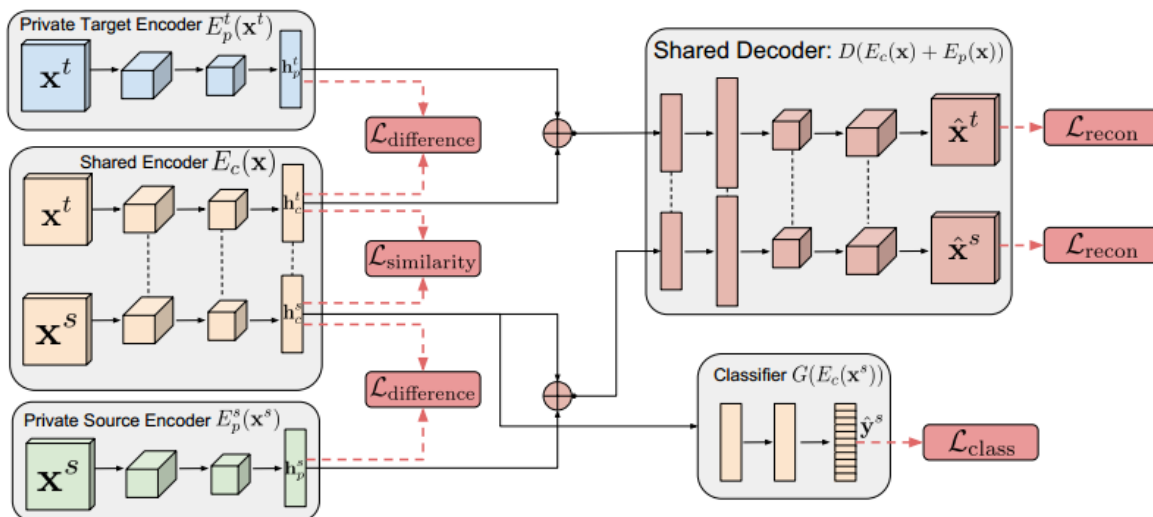 Private Target Encoder E_p^t(x^t)
x^t
h_p^t
L_difference
Shared Encoder E_c(x)
x^t
h_c^t
L_similarity
x^s
h_c^s
L_difference
Private Source Encoder E_p^s(x^s)
x^s
h_p^s
Shared Decoder: D(E_c(x) + E_p(x))
x̂^t
L_recon
x̂^s
L_recon
Classifier G(E_c(x^s))
ŷ^s
L_class